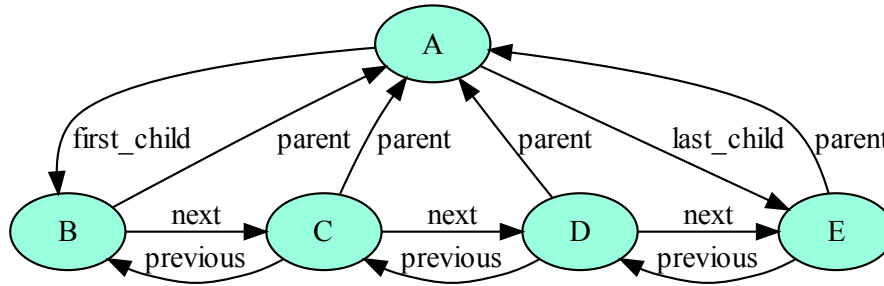 A
first_child parent parent parent last_child parent
B next C next D next E
previous previous previous